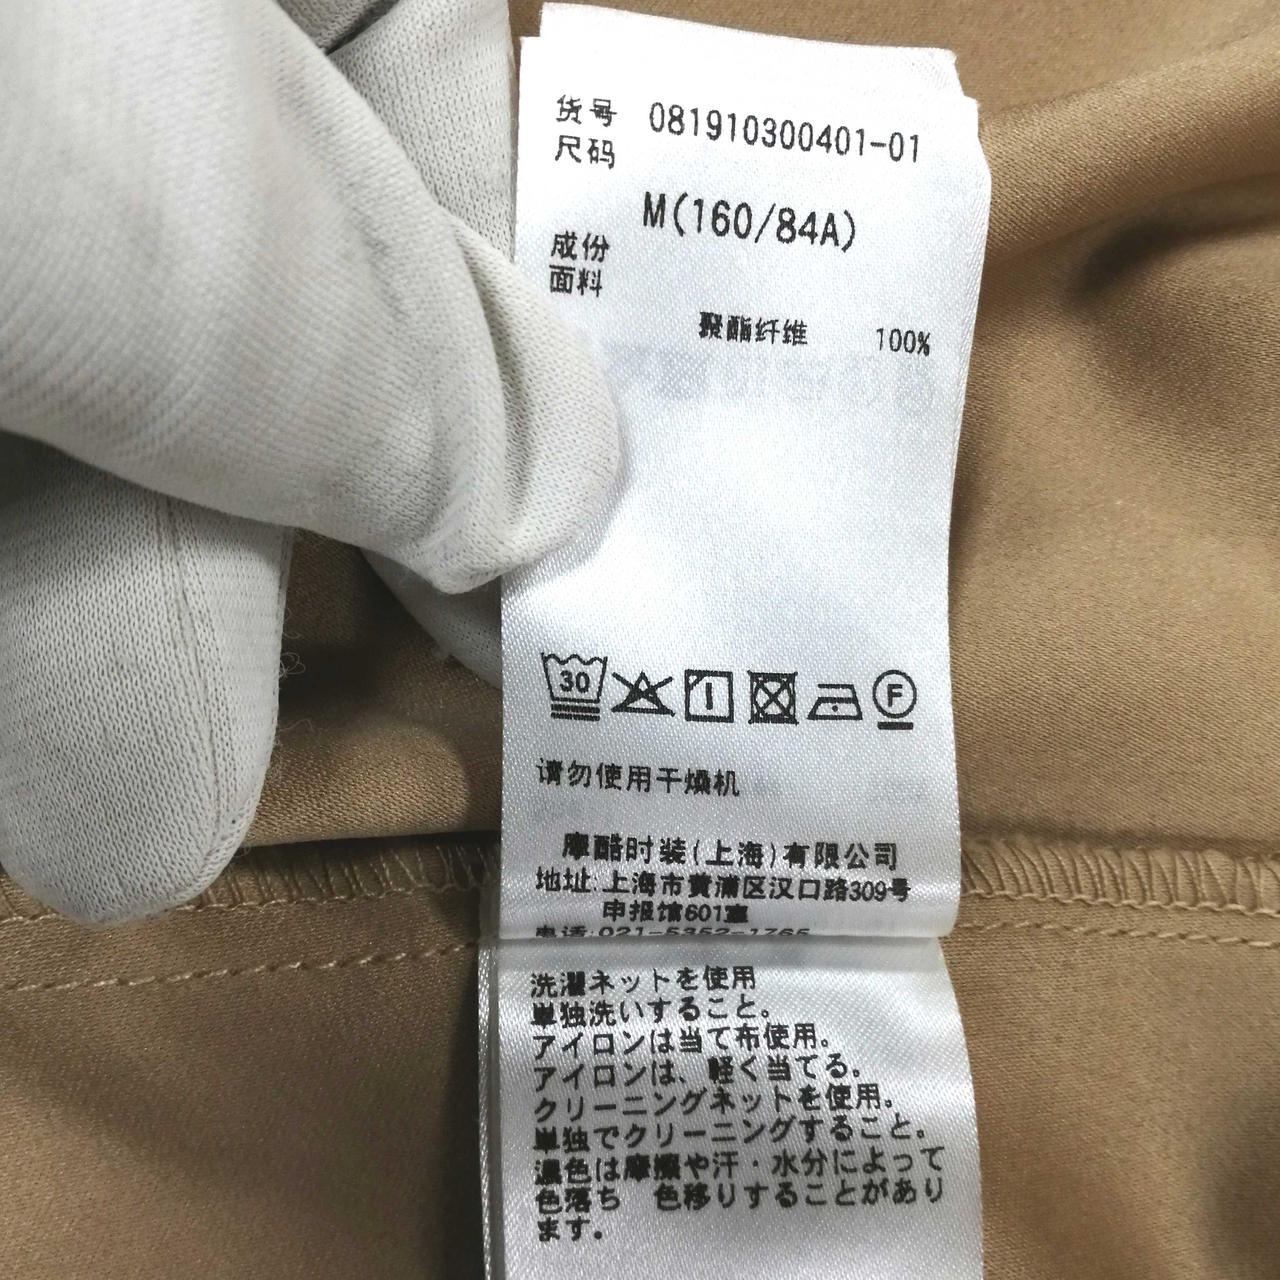 货号 081910300401-01
尺码
M(160/84A)
成份
面料
聚酯纤维 100%
30
F
请勿使用干燥机
摩酷时装(上海)有限公司
地址:上海市黄浦区汉口路309号
申报馆601室
电话:021-5352-1766
洗濯ネットを使用
単独洗いすること。
アイロンは当て布使用。
アイロンは、軽く当てる。
クリーニングネットを使用。
単独でクリーニングすること。
濃色は摩擦や汗・水分によって
色落ち 色移りすることがあり
ます。